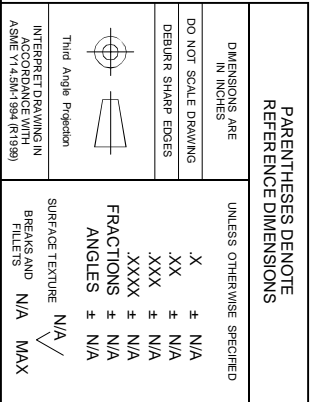 PARENTHESES DENOTE
REFERENCE DIMENSIONS
DIMENSIONS ARE
IN INCHES
DO NOT SCALE DRAWING
DEBURR SHARP EDGES
Third Angle Projection
INTERPRET DRAWING IN
ACCORDANCE WITH
ASME Y14.5M-1994 (R1999)
UNLESS OTHERWISE SPECIFIED
.X ± N/A
.XX ± N/A
.XXX ± N/A
.XXXX ± N/A
FRACTIONS ± N/A
ANGLES ± N/A
SURFACE TEXTURE N/A
BREAKS AND
FILLETS N/A MAX